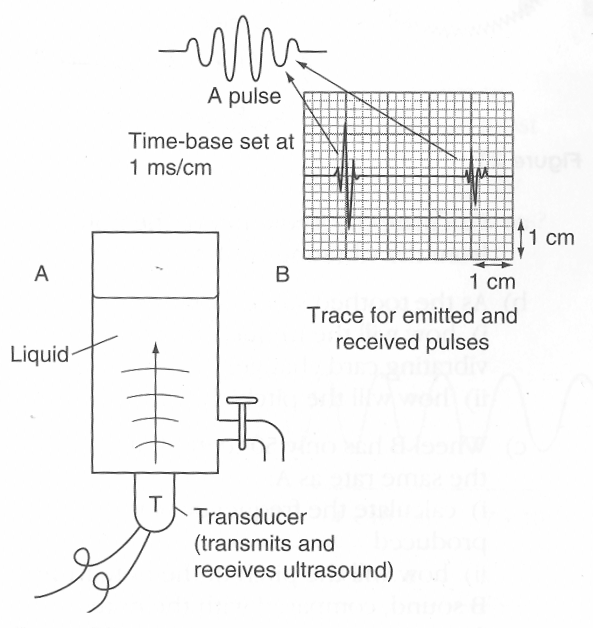 A pulse
Time-base set at
1 ms/cm
1 cm
1 cm
A
B
Trace for emitted and
received pulses
Liquid
T
Transducer
(transmits and
receives ultrasound)